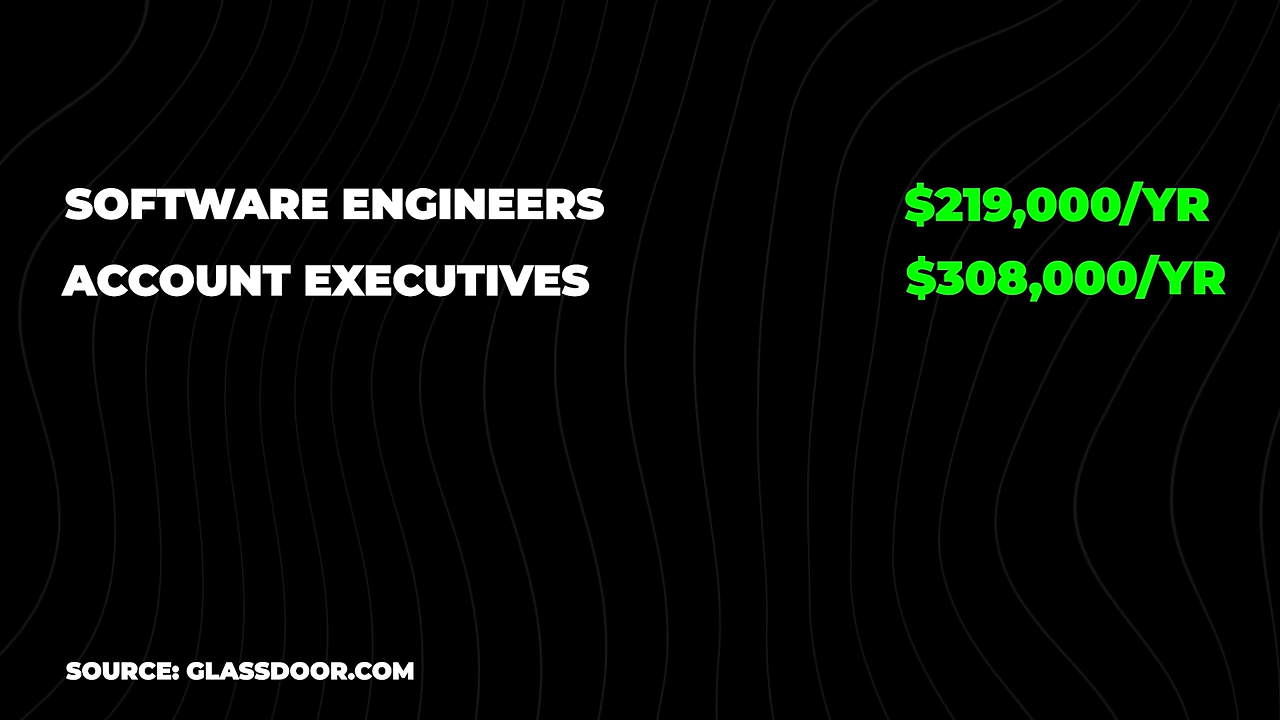 SOFTWARE ENGINEERS $219,000/YR
ACCOUNT EXECUTIVES $308,000/YR
SOURCE: GLASSDOOR.COM